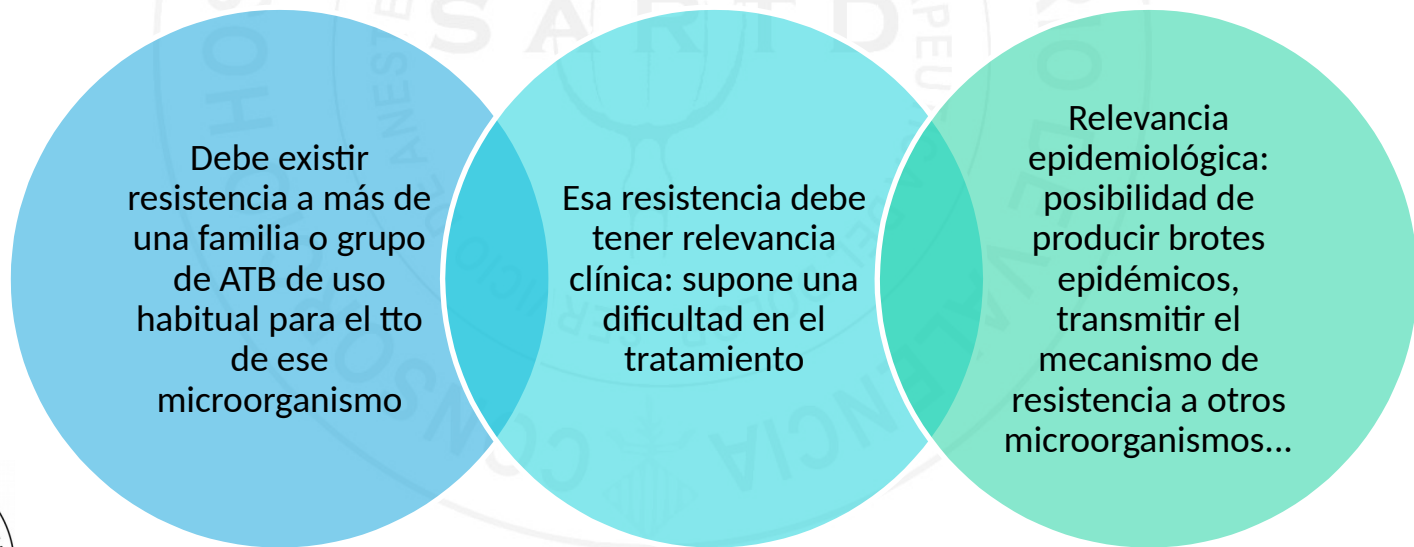 Debe existir
resistencia a más de
una familia o grupo
de ATB de uso
habitual para el tto
de ese
microorganismo
Esa resistencia debe
tener relevancia
clínica: supone una
dificultad en el
tratamiento
Relevancia
epidemiológica:
posibilidad de
producir brotes
epidémicos,
transmitir el
mecanismo de
resistencia a otros
microorganismos...
SARTD